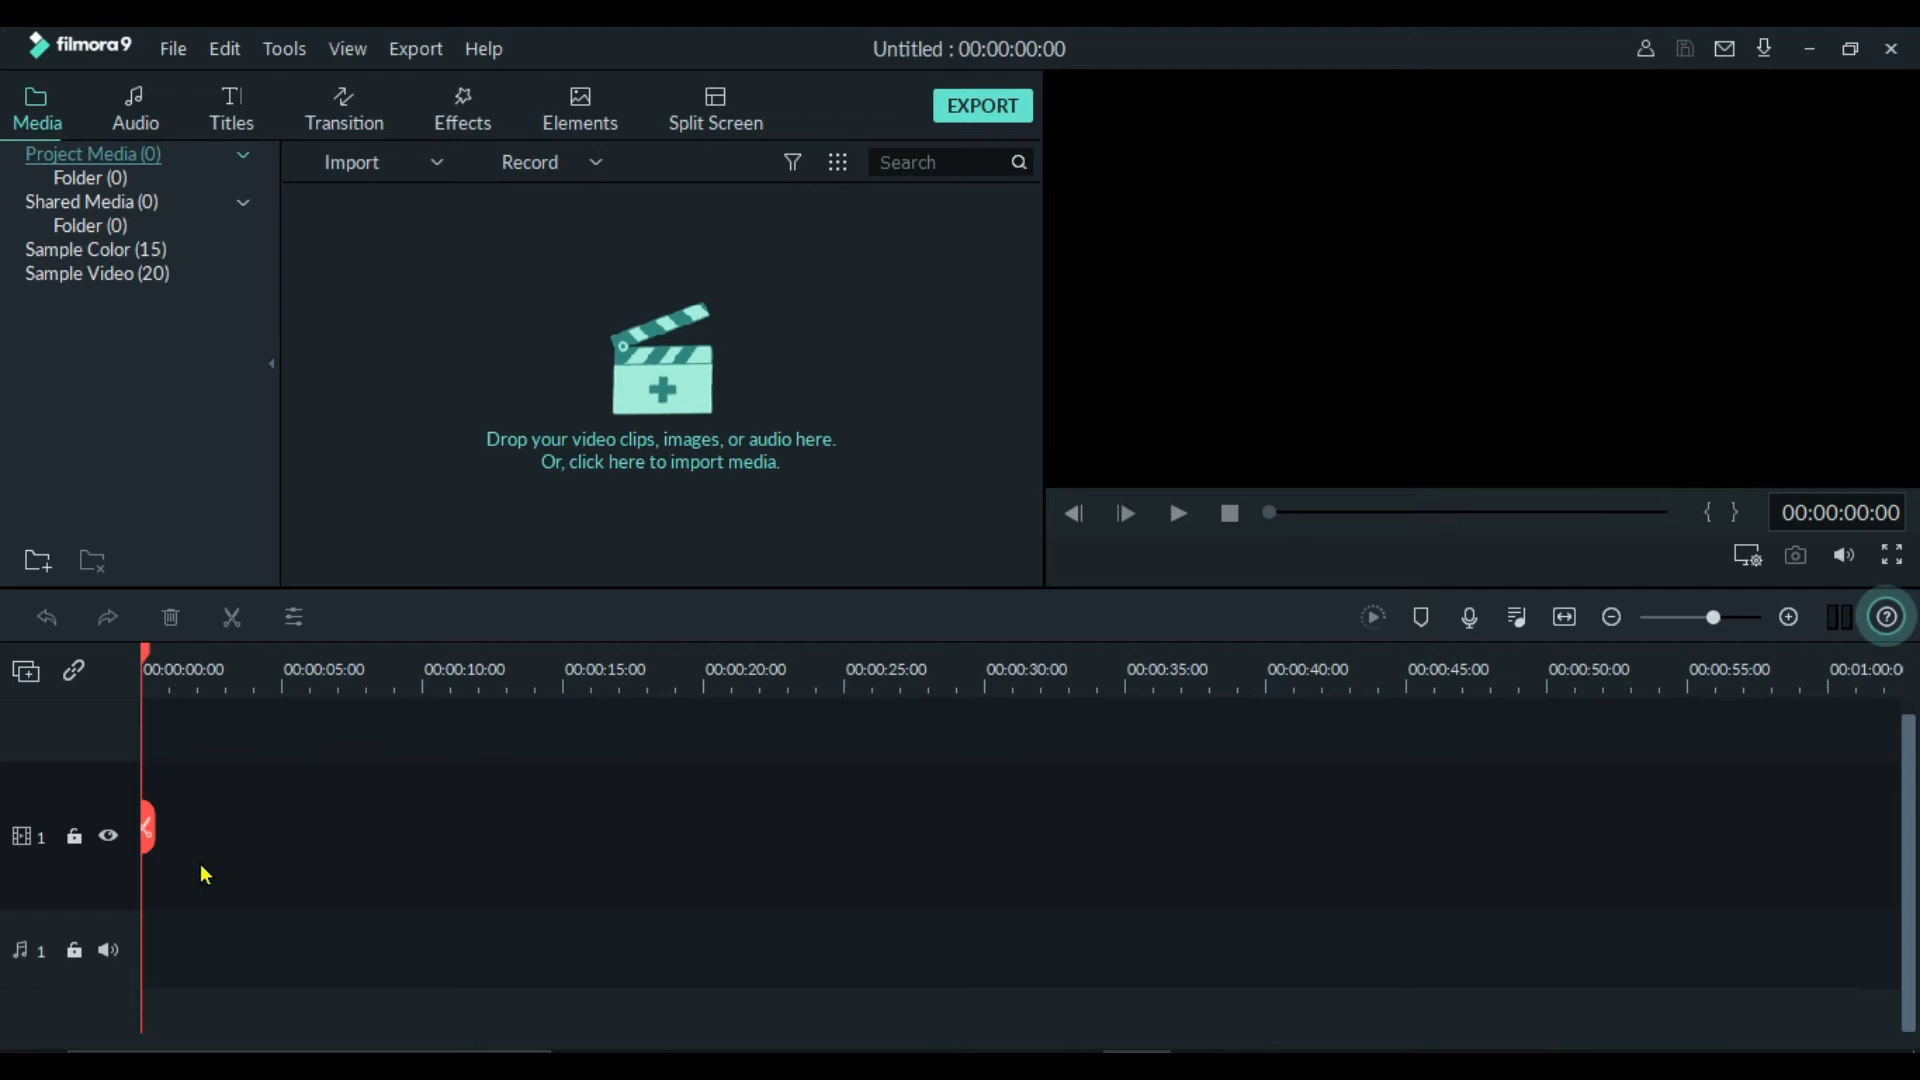 filmora9 File Edit Tools View Export Help Untitled : 00:00:00:00
Media Audio Titles Transition Effects Elements Split Screen EXPORT
Project Media (0)
Folder (0)
Shared Media (0)
Folder (0)
Sample Color (15)
Sample Video (20)
Import Record Search
Drop your video clips, images, or audio here.
Or, click here to import media.
00:00:00:00
00:00:00:00 00:00:05:00 00:00:10:00 00:00:15:00 00:00:20:00 00:00:25:00 00:00:30:00 00:00:35:00 00:00:40:00 00:00:45:00 00:00:50:00 00:00:55:00 00:01:00:0
1
1